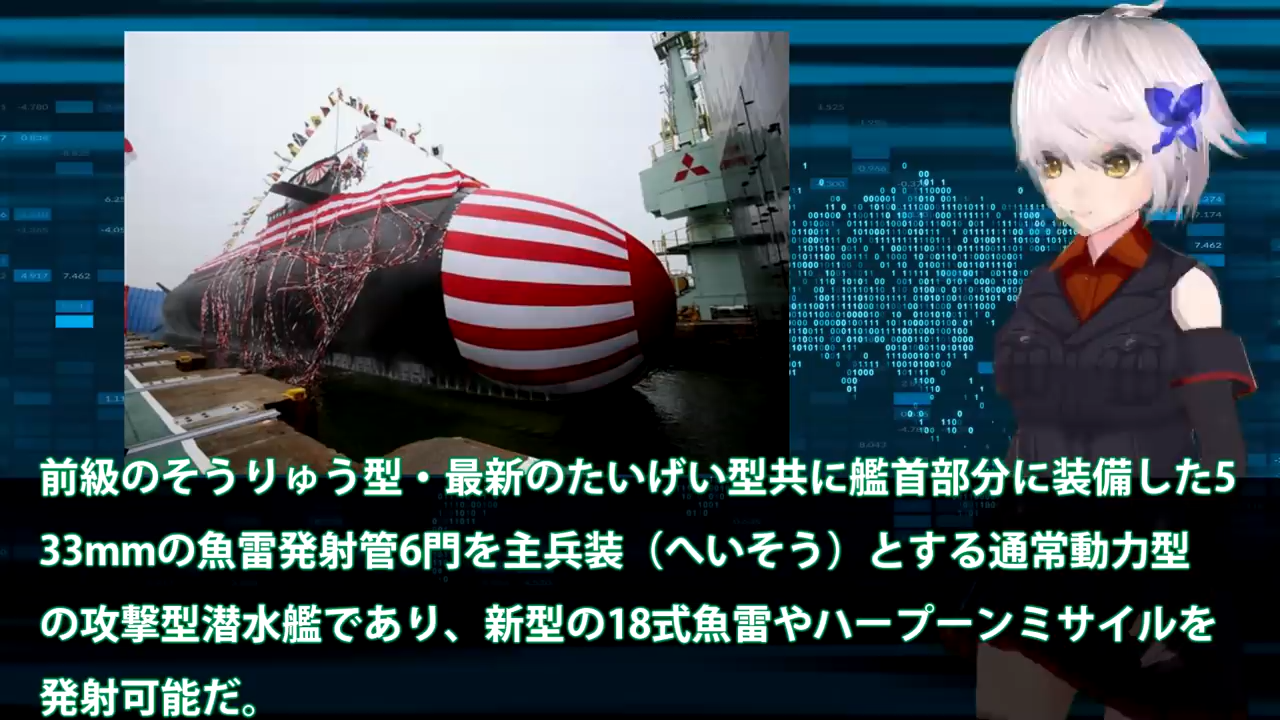 前級のそうりゅう型・最新のたいげい型共に艦首部分に装備した5
33mmの魚雷発射管6門を主兵装（へいそう）とする通常動力型
の攻撃型潜水艦であり、新型の18式魚雷やハープーンミサイルを
発射可能だ。